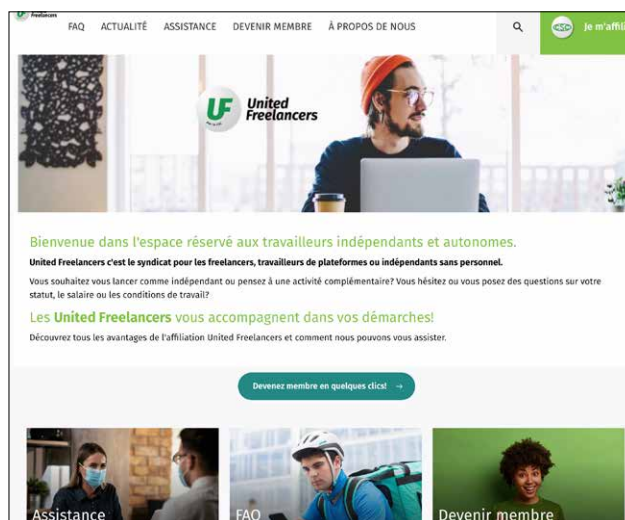 Freelancers
FAQ ACTUALITÉ ASSISTANCE DEVENIR MEMBRE À PROPOS DE NOUS
CSC Je m'affili
UF United
Freelancers
Bienvenue dans l'espace réservé aux travailleurs indépendants et autonomes.
United Freelancers c'est le syndicat pour les freelancers, travailleurs de plateformes ou indépendants sans personnel.
Vous souhaitez vous lancer comme indépendant ou pensez à une activité complémentaire? Vous hésitez ou vous posez des questions sur votre
statut, le salaire ou les conditions de travail?
Les United Freelancers vous accompagnent dans vos démarches!
Découvrez tous les avantages de l'affiliation United Freelancers et comment nous pouvons vous assister.
Devenez membre en quelques clics! →
Assistance FAQ Devenir membre